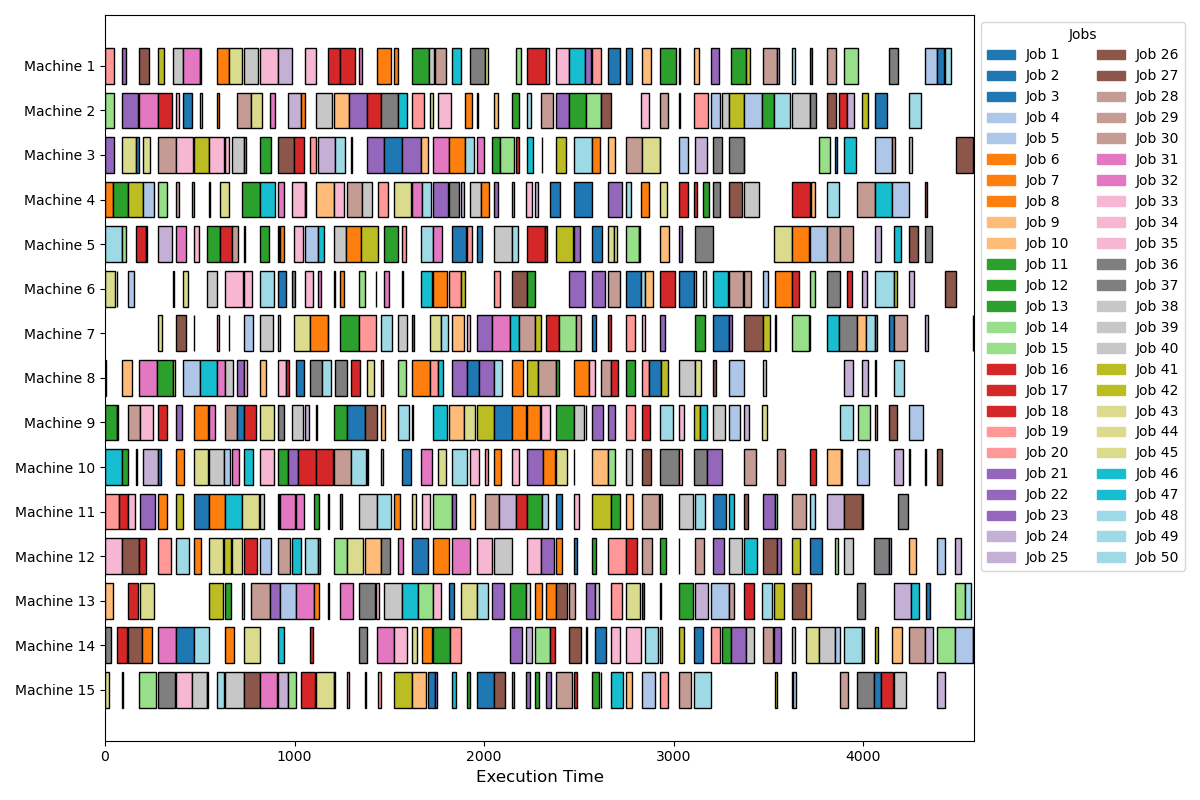 Machine 1
Machine 2
Machine 3
Machine 4
Machine 5
Machine 6
Machine 7
Machine 8
Machine 9
Machine 10
Machine 11
Machine 12
Machine 13
Machine 14
Machine 15
0 1000 2000 3000 4000
Execution Time
Jobs
Job 1
Job 2
Job 3
Job 4
Job 5
Job 6
Job 7
Job 8
Job 9
Job 10
Job 11
Job 12
Job 13
Job 14
Job 15
Job 16
Job 17
Job 18
Job 19
Job 20
Job 21
Job 22
Job 23
Job 24
Job 25
Job 26
Job 27
Job 28
Job 29
Job 30
Job 31
Job 32
Job 33
Job 34
Job 35
Job 36
Job 37
Job 38
Job 39
Job 40
Job 41
Job 42
Job 43
Job 44
Job 45
Job 46
Job 47
Job 48
Job 49
Job 50